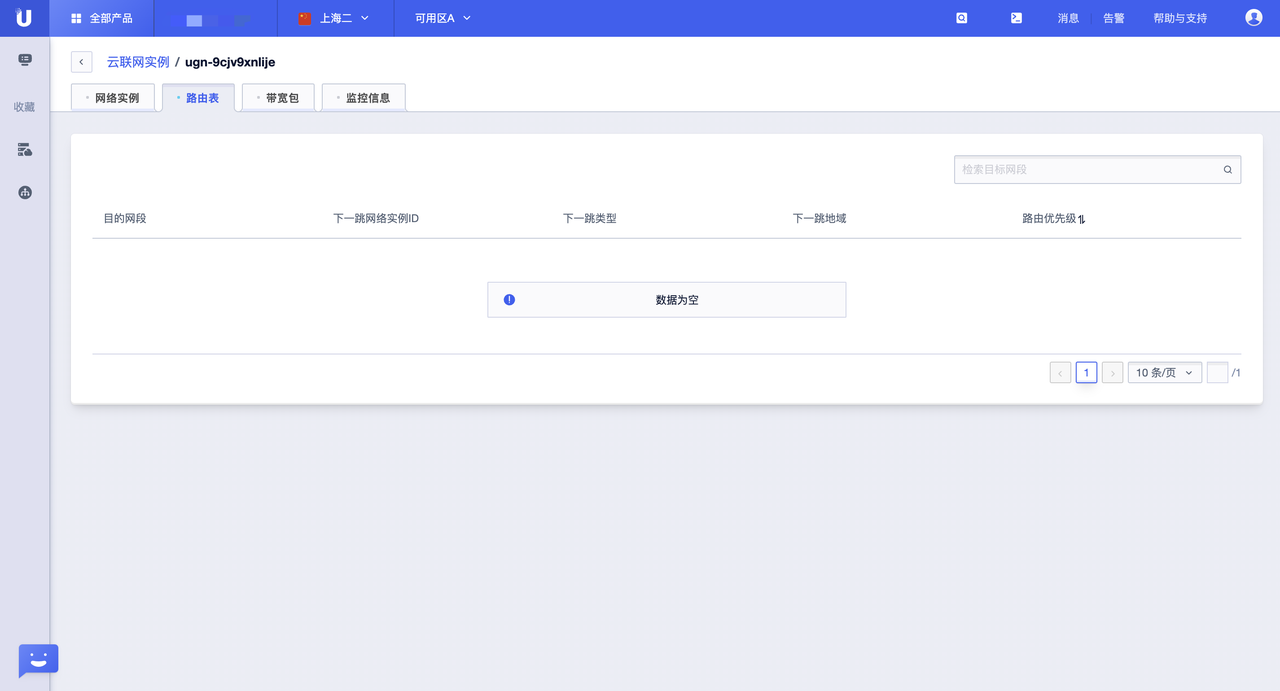 全部产品 上海二 可用区A 消息 告警 帮助与支持
收藏
云联网实例 / ugn-9cjv9xnlije
网络实例 路由表 带宽包 监控信息
检索目标网段
目的网段 下一跳网络实例ID 下一跳类型 下一跳地域 路由优先级
数据为空
1 10 条/页 /1